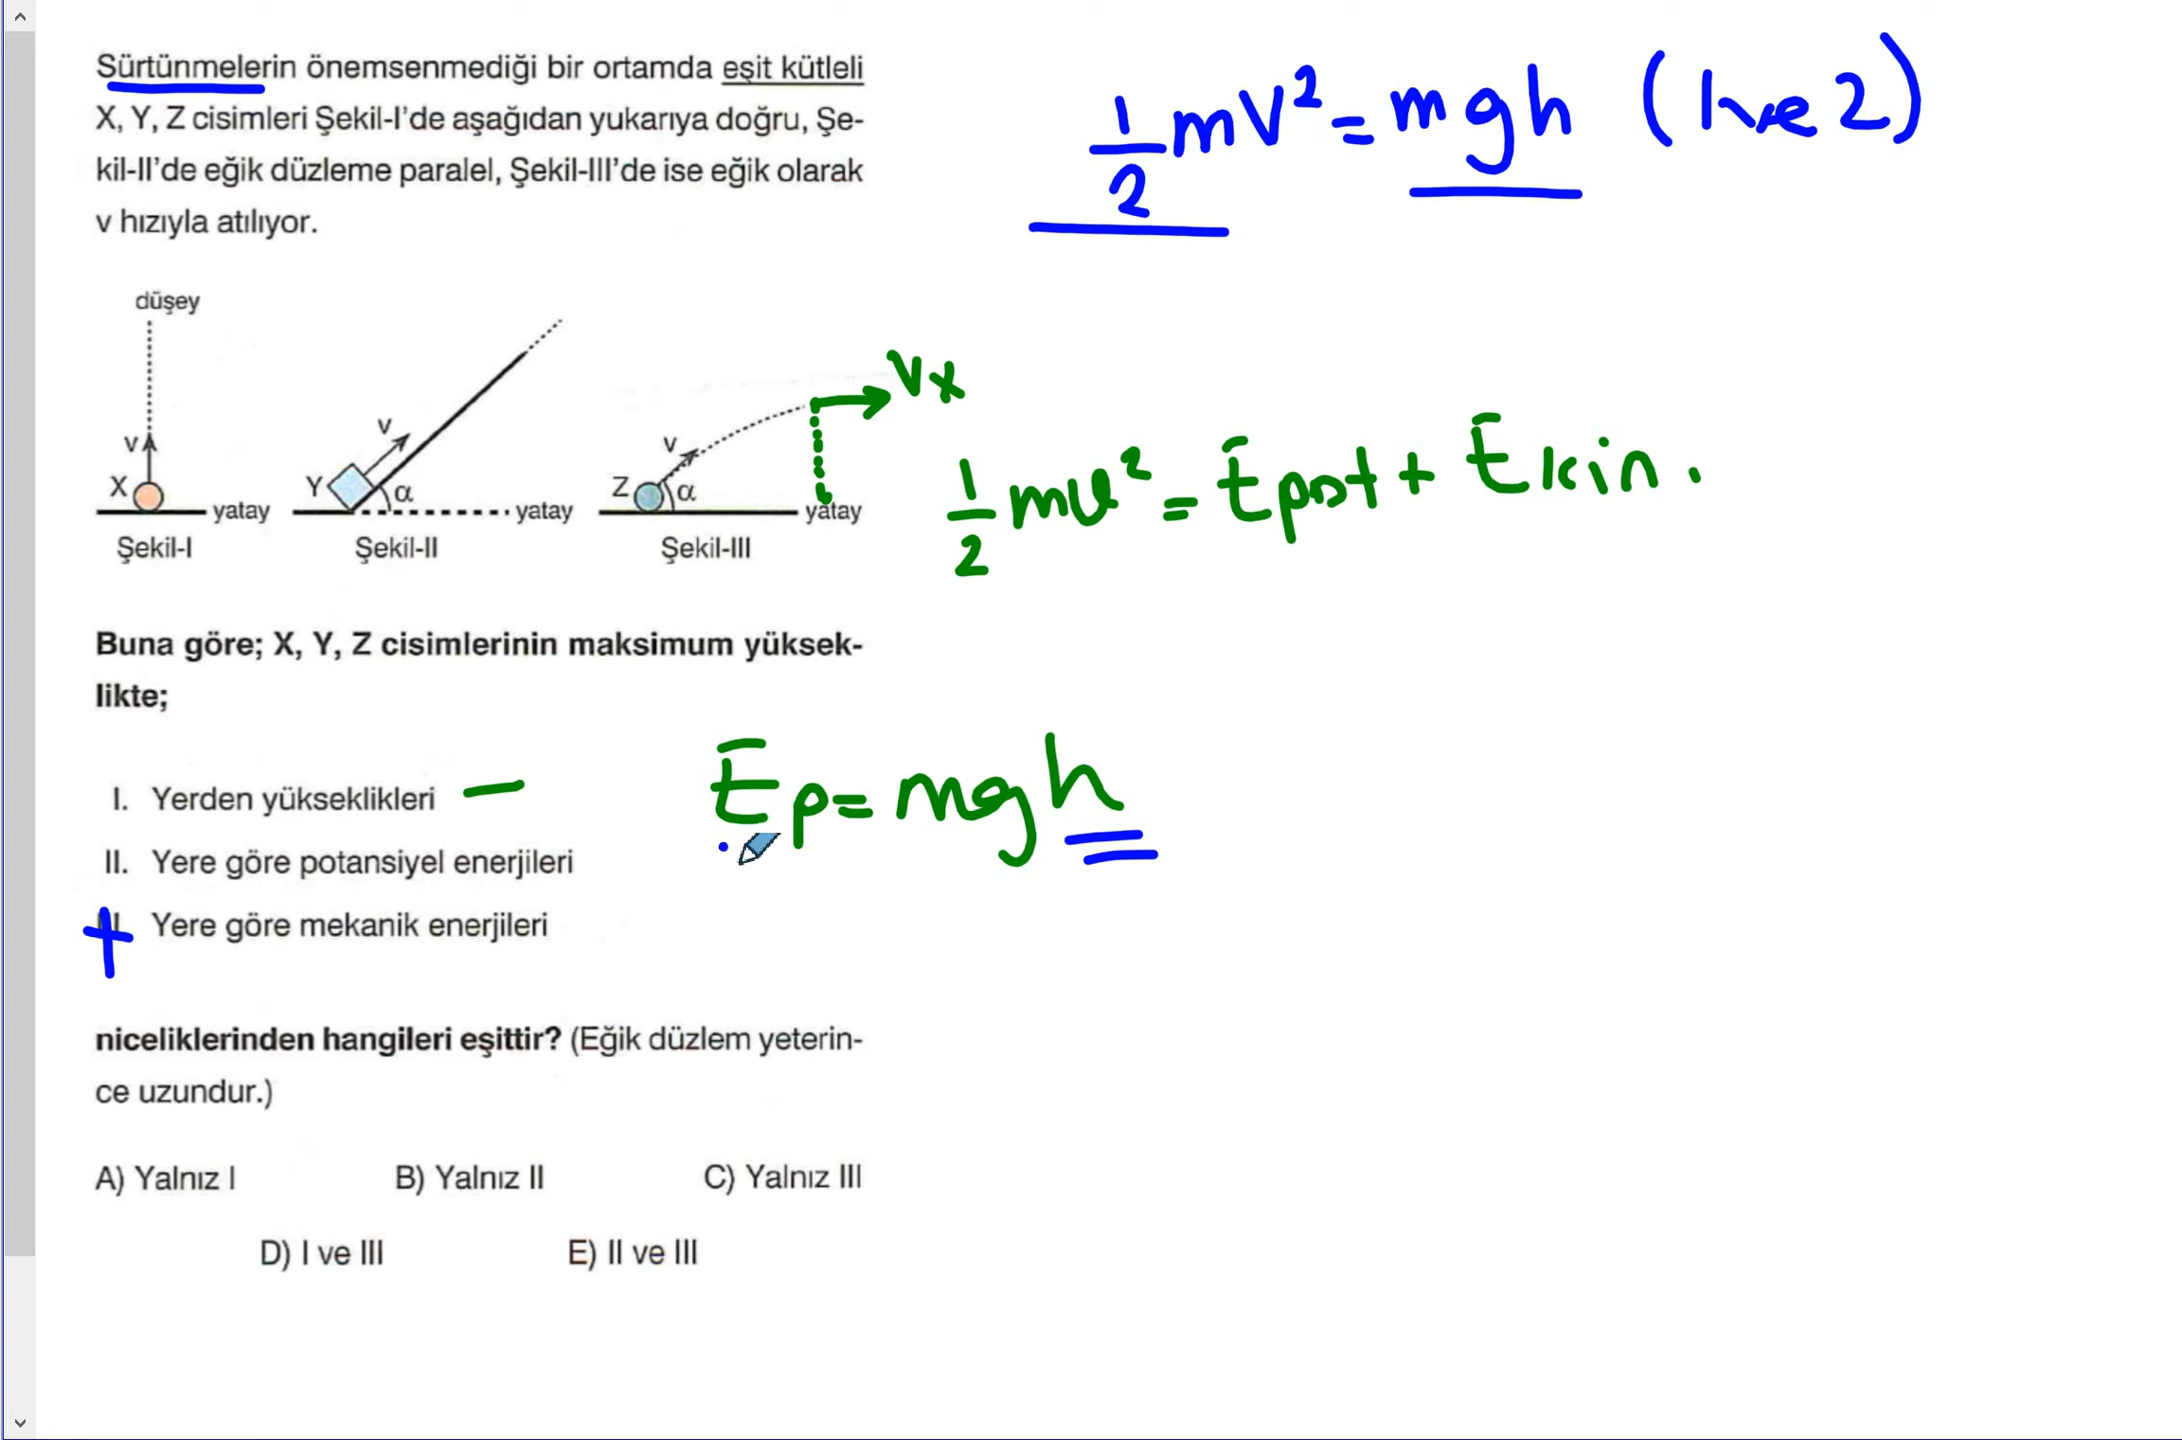 Sürtünmelerin önemsenmediği bir ortamda eşit kütleli
X, Y, Z cisimleri Şekil-I'de aşağıdan yukarıya doğru, Şe-
kil-II'de eğik düzleme paralel, Şekil-III'de ise eğik olarak
v hızıyla atılıyor.
1/2 mv² = mgh (1 ve 2)
düşey
v
X
yatay
Şekil-I
v
Y
α
yatay
Şekil-II
v
Z
α
yatay
Şekil-III
Vx
1/2 mv² = Epot + Ekin.
Buna göre; X, Y, Z cisimlerinin maksimum yüksek-
likte;
I. Yerden yükseklikleri –
Ep = mgh
II. Yere göre potansiyel enerjileri
III. Yere göre mekanik enerjileri
niceliklerinden hangileri eşittir? (Eğik düzlem yeterin-
ce uzundur.)
A) Yalnız I B) Yalnız II C) Yalnız III
D) I ve III E) II ve III